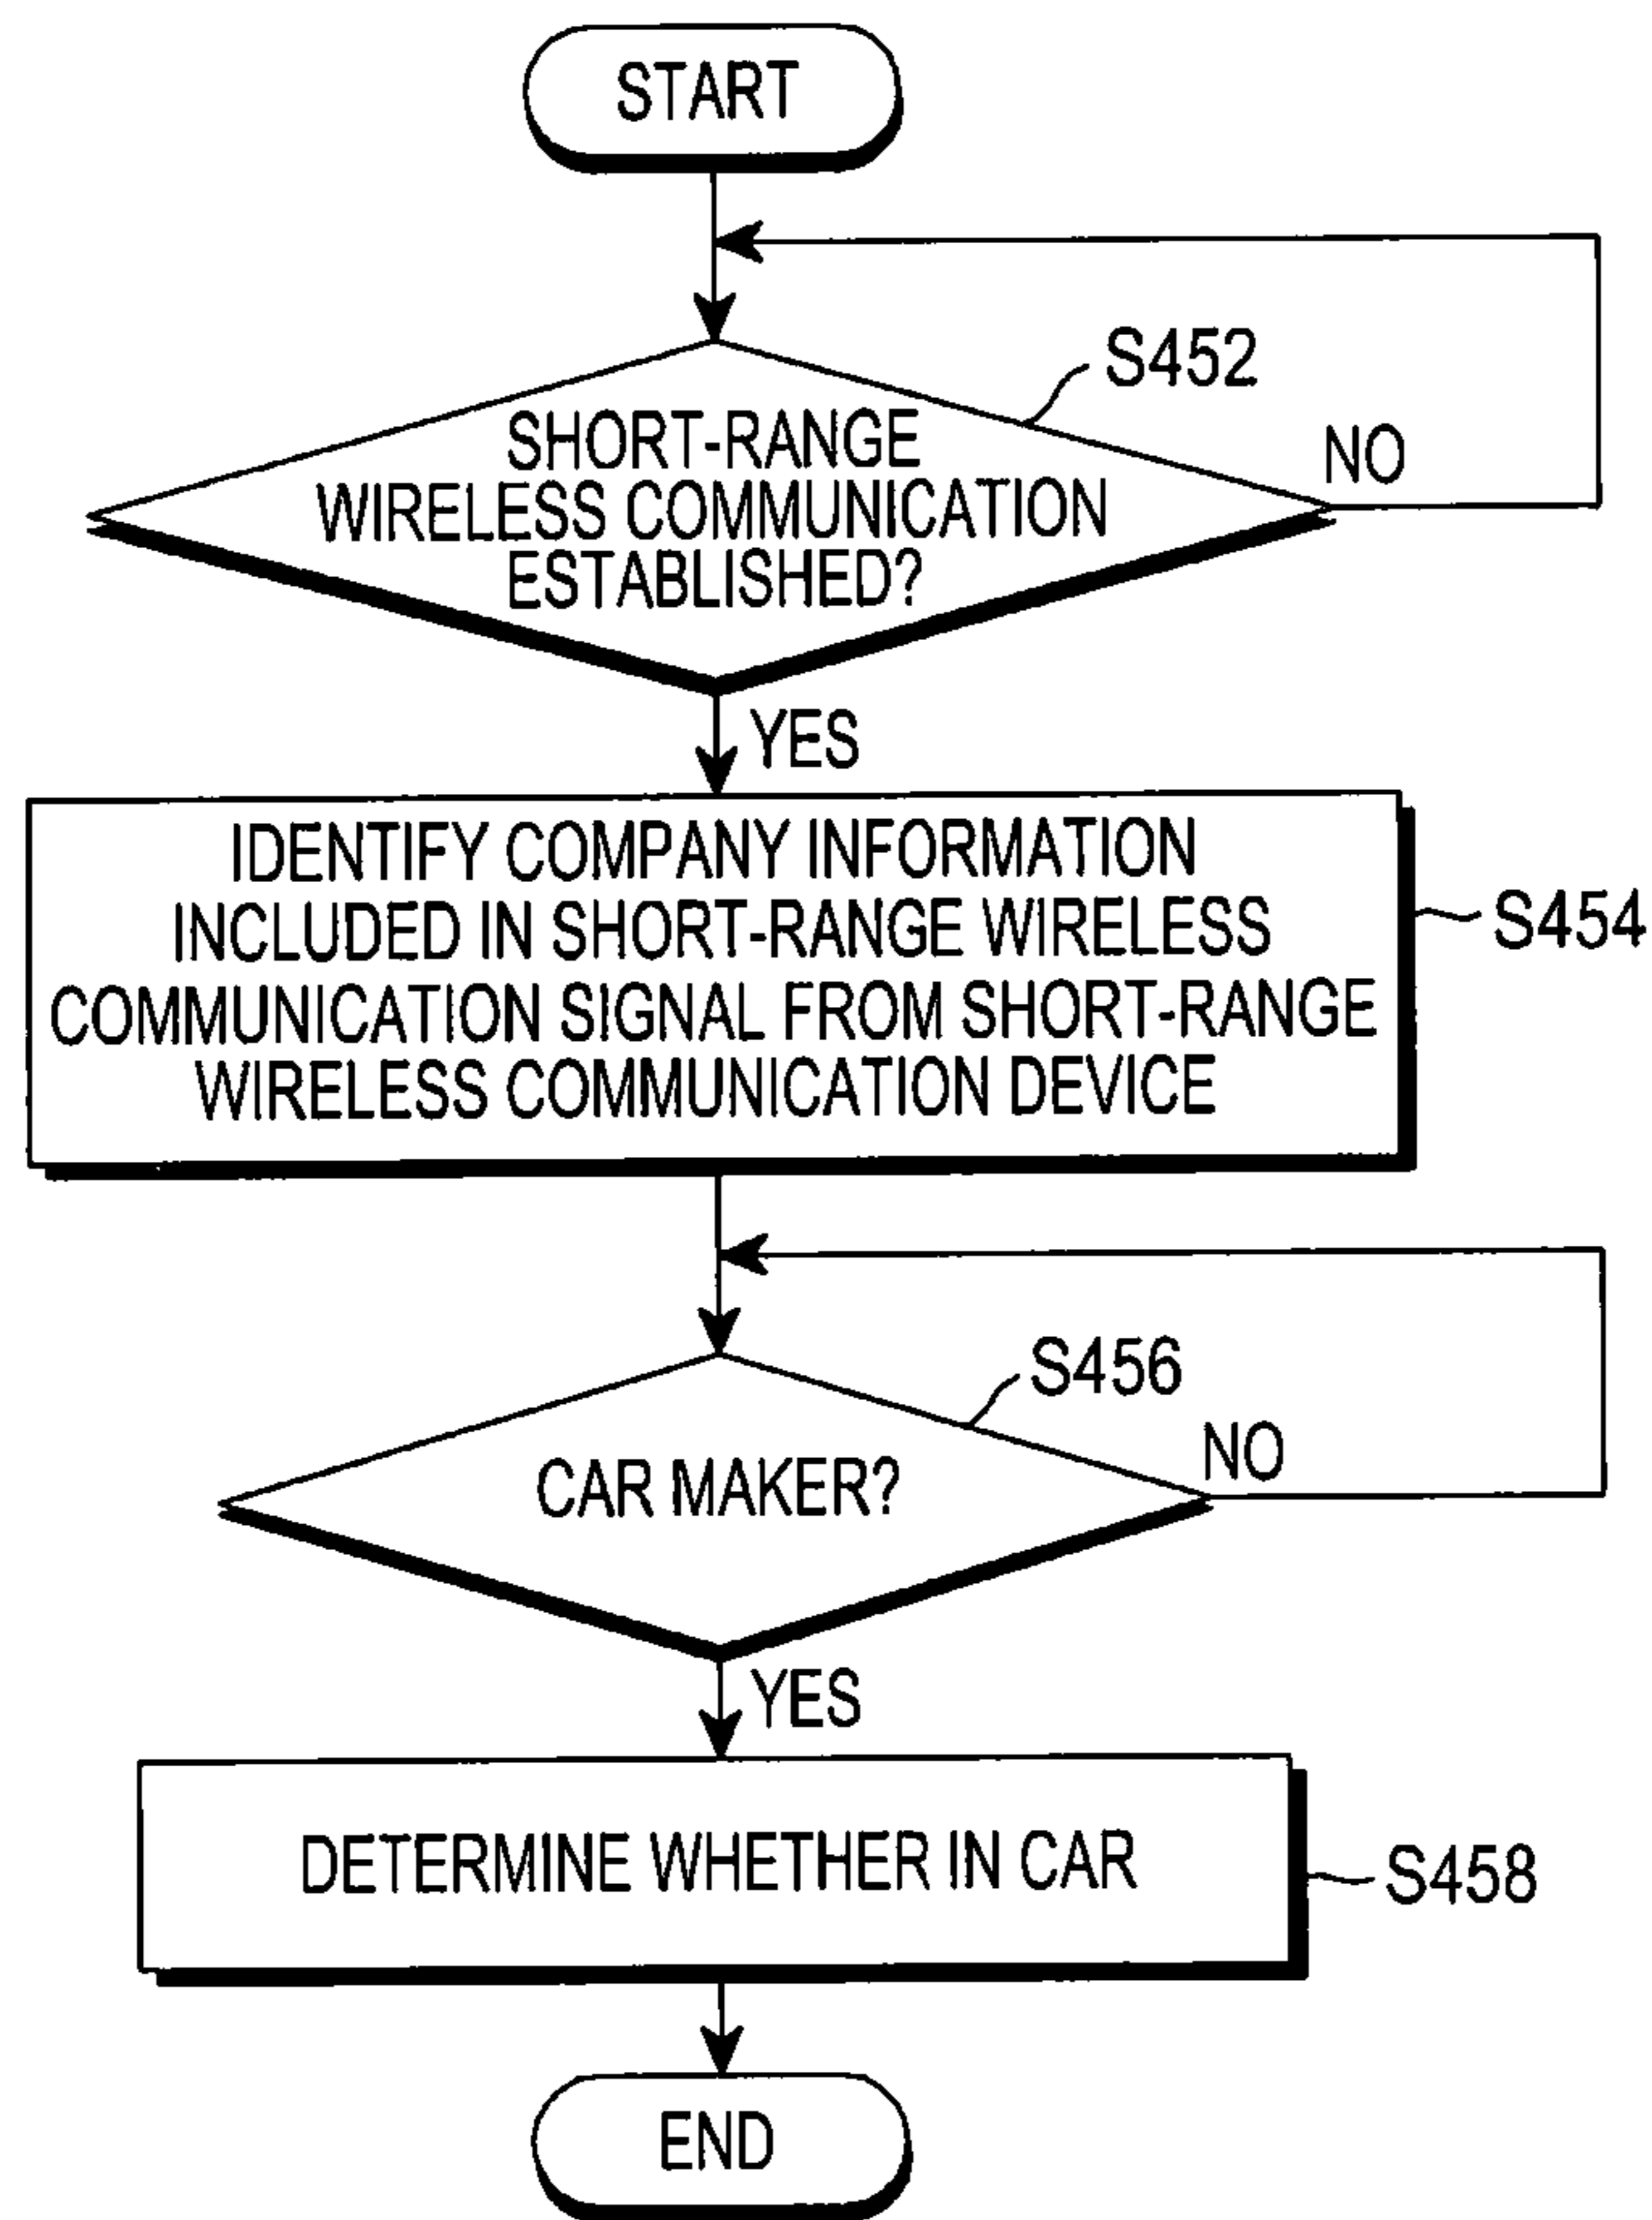 START
S452
SHORT-RANGE
WIRELESS COMMUNICATION
ESTABLISHED?
NO
YES
IDENTIFY COMPANY INFORMATION
INCLUDED IN SHORT-RANGE WIRELESS
COMMUNICATION SIGNAL FROM SHORT-RANGE
WIRELESS COMMUNICATION DEVICE
S454
S456
CAR MAKER?
NO
YES
DETERMINE WHETHER IN CAR
S458
END